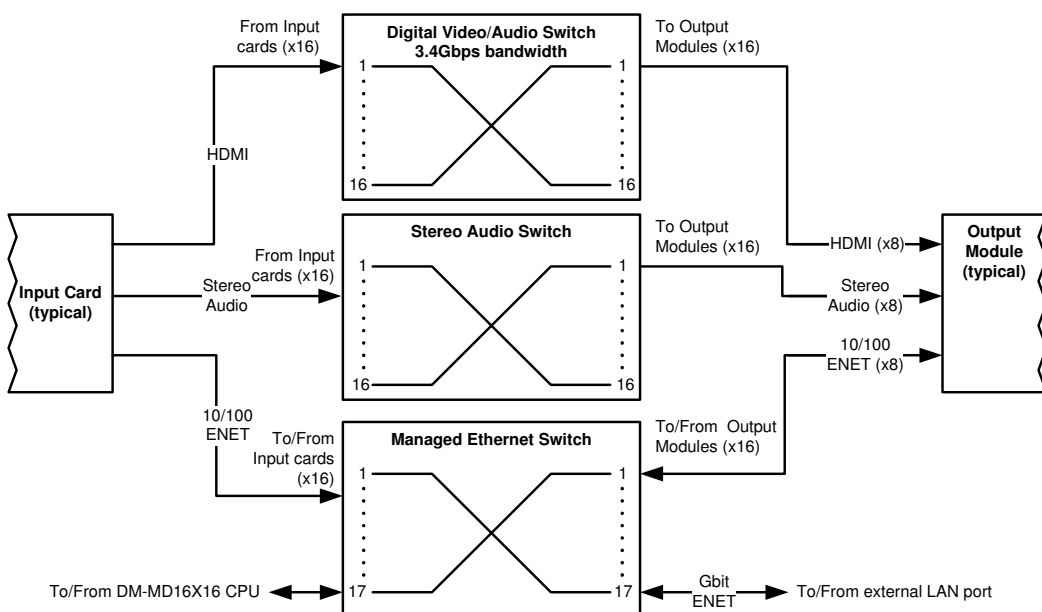 From Input
cards (x16)
Digital Video/Audio Switch
3.4Gbps bandwidth
To Output
Modules (x16)
1
1
HDMI
16
16
From Input
cards (x16)
Stereo Audio Switch
To Output
Modules (x16)
1
1
16
16
Input Card
(typical)
Stereo
Audio
HDMI (x8)
Stereo
Audio (x8)
10/100
ENET (x8)
Output
Module
(typical)
10/100
ENET
To/From
Input cards
(x16)
Managed Ethernet Switch
To/From Output
Modules (x16)
1
1
17
17
To/From DM-MD16X16 CPU
Gbit
ENET
To/From external LAN port